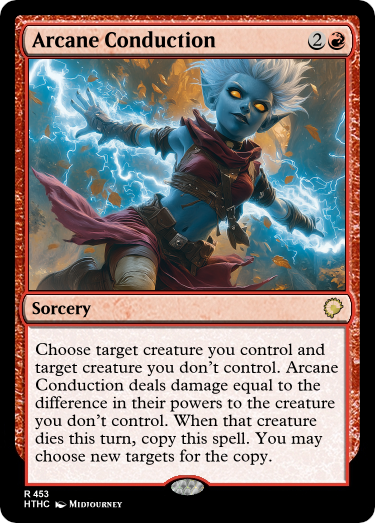 Arcane Conduction 2
Sorcery
Choose target creature you control and
target creature you don't control. Arcane
Conduction deals damage equal to the
difference in their powers to the creature
you don't control. When that creature
dies this turn, copy this spell. You may
choose new targets for the copy.
R 453
HTHC MIDJOURNEY